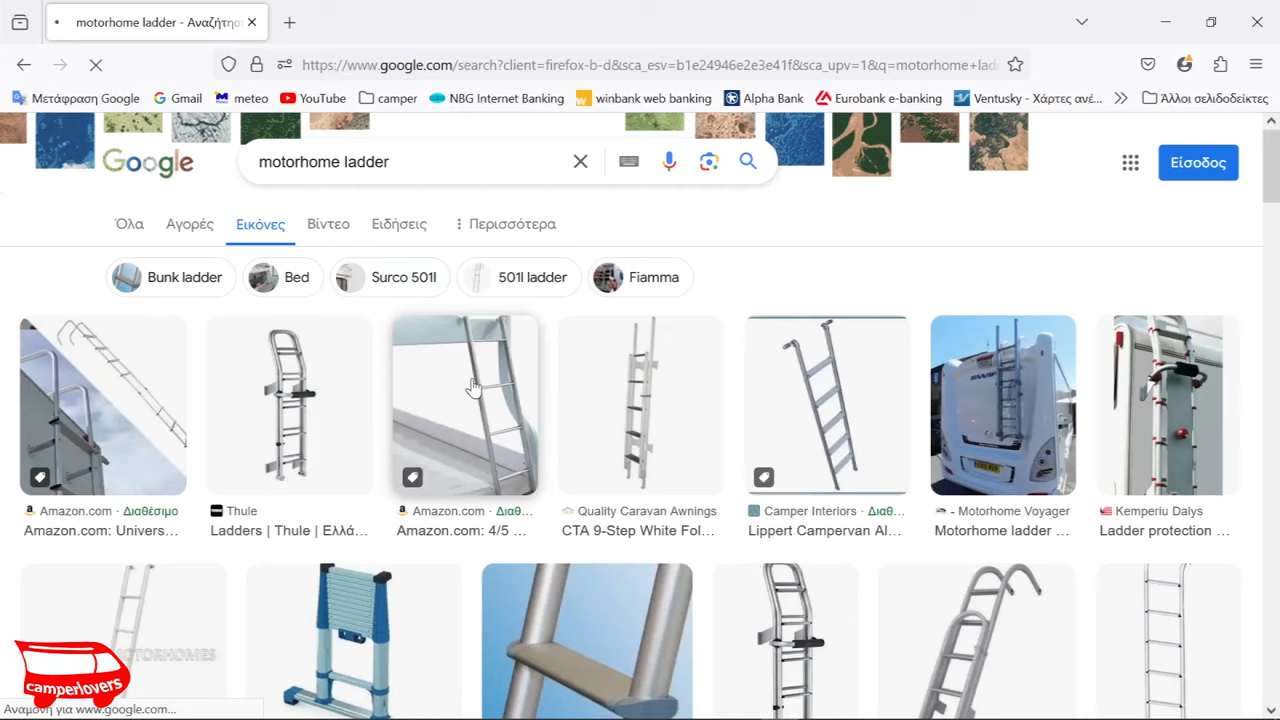 motorhome ladder - Αναζήτησ
https://www.google.com/search?client=firefox-b-d&sca_esv=b1e24946e2e3e41f&sca_upv=1&q=motorhome+lad
Μετάφραση Google
Gmail
meteo
YouTube
camper
NBG Internet Banking
winbank web banking
Alpha Bank
Eurobank e-banking
Ventusky - Χάρτες ανέ...
Άλλοι σελιδοδείκτες
Google
motorhome ladder
Είσοδος
Όλα
Αγορές
Εικόνες
Βίντεο
Ειδήσεις
Περισσότερα
Bunk ladder
Bed
Surco 501l
501l ladder
Fiamma
Amazon.com · Διαθέσιμο
Amazon.com: Univers...
Thule
Ladders | Thule | Ελλά...
Amazon.com · Διαθ...
Amazon.com: 4/5 ...
Quality Caravan Awnings
CTA 9-Step White Fol...
Camper Interiors · Διαθ...
Lippert Campervan Al...
- Motorhome Voyager
Motorhome ladder ...
Kemperiu Dalys
Ladder protection ...
MOTORHOMES
camperlovers
Αναμονή για www.google.com...